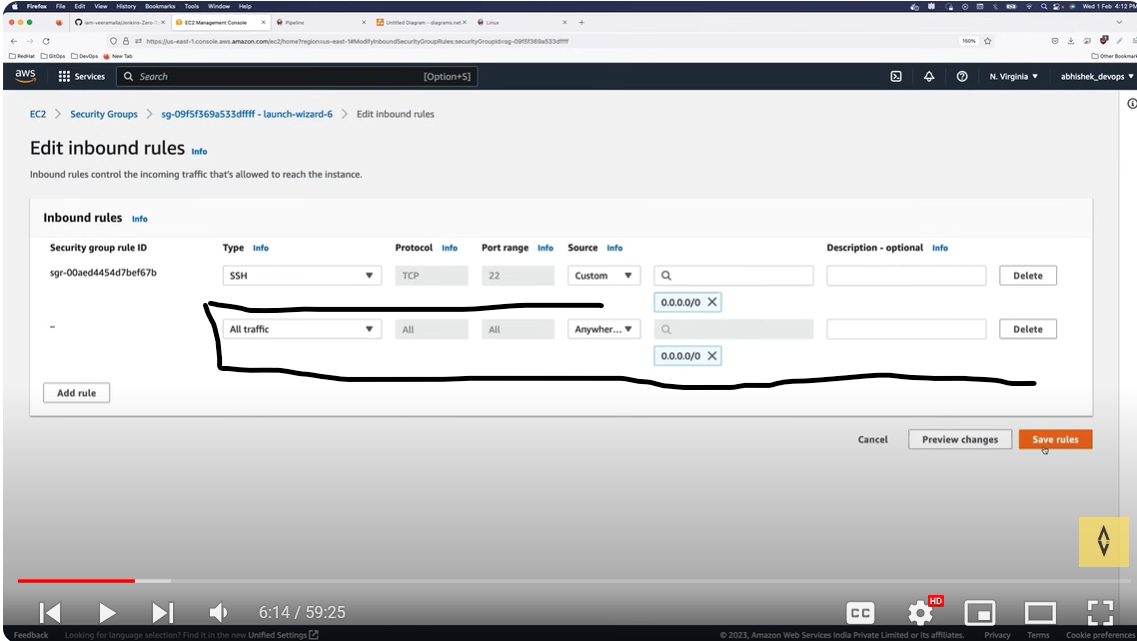 Firefox File Edit View History Bookmarks Tools Window Help Wed 1 Feb 4:12 P
EC2 Management Console Pipeline Untitled Diagram - diagrams.net Linux
https://us-east-1.console.aws.amazon.com/ec2/home?region=us-east-1#ModifyInboundSecurityGroupRules:securityGroupId=sg-09f5f369a533dffff 150%
RedHat GitOps DevOps New Tab Other Bookmar
aws Services Search [Option+S] N. Virginia abhishek_devops
EC2 Security Groups sg-09f5f369a533dffff - launch-wizard-6 Edit inbound rules
Edit inbound rules Info
Inbound rules control the incoming traffic that's allowed to reach the instance.
Inbound rules Info
Security group rule ID Type Info Protocol Info Port range Info Source Info Description - optional Info
sgr-00aed4454d7bef67b SSH TCP 22 Custom Delete
0.0.0.0/0
– All traffic All All Anywher... Delete
0.0.0.0/0
Add rule
Cancel Preview changes Save rules
6:14 / 59:25 CC HD
Feedback Looking for language selection? Find it in the new Unified Settings © 2023, Amazon Web Services India Private Limited or its affiliates. Privacy Terms Cookie preferences